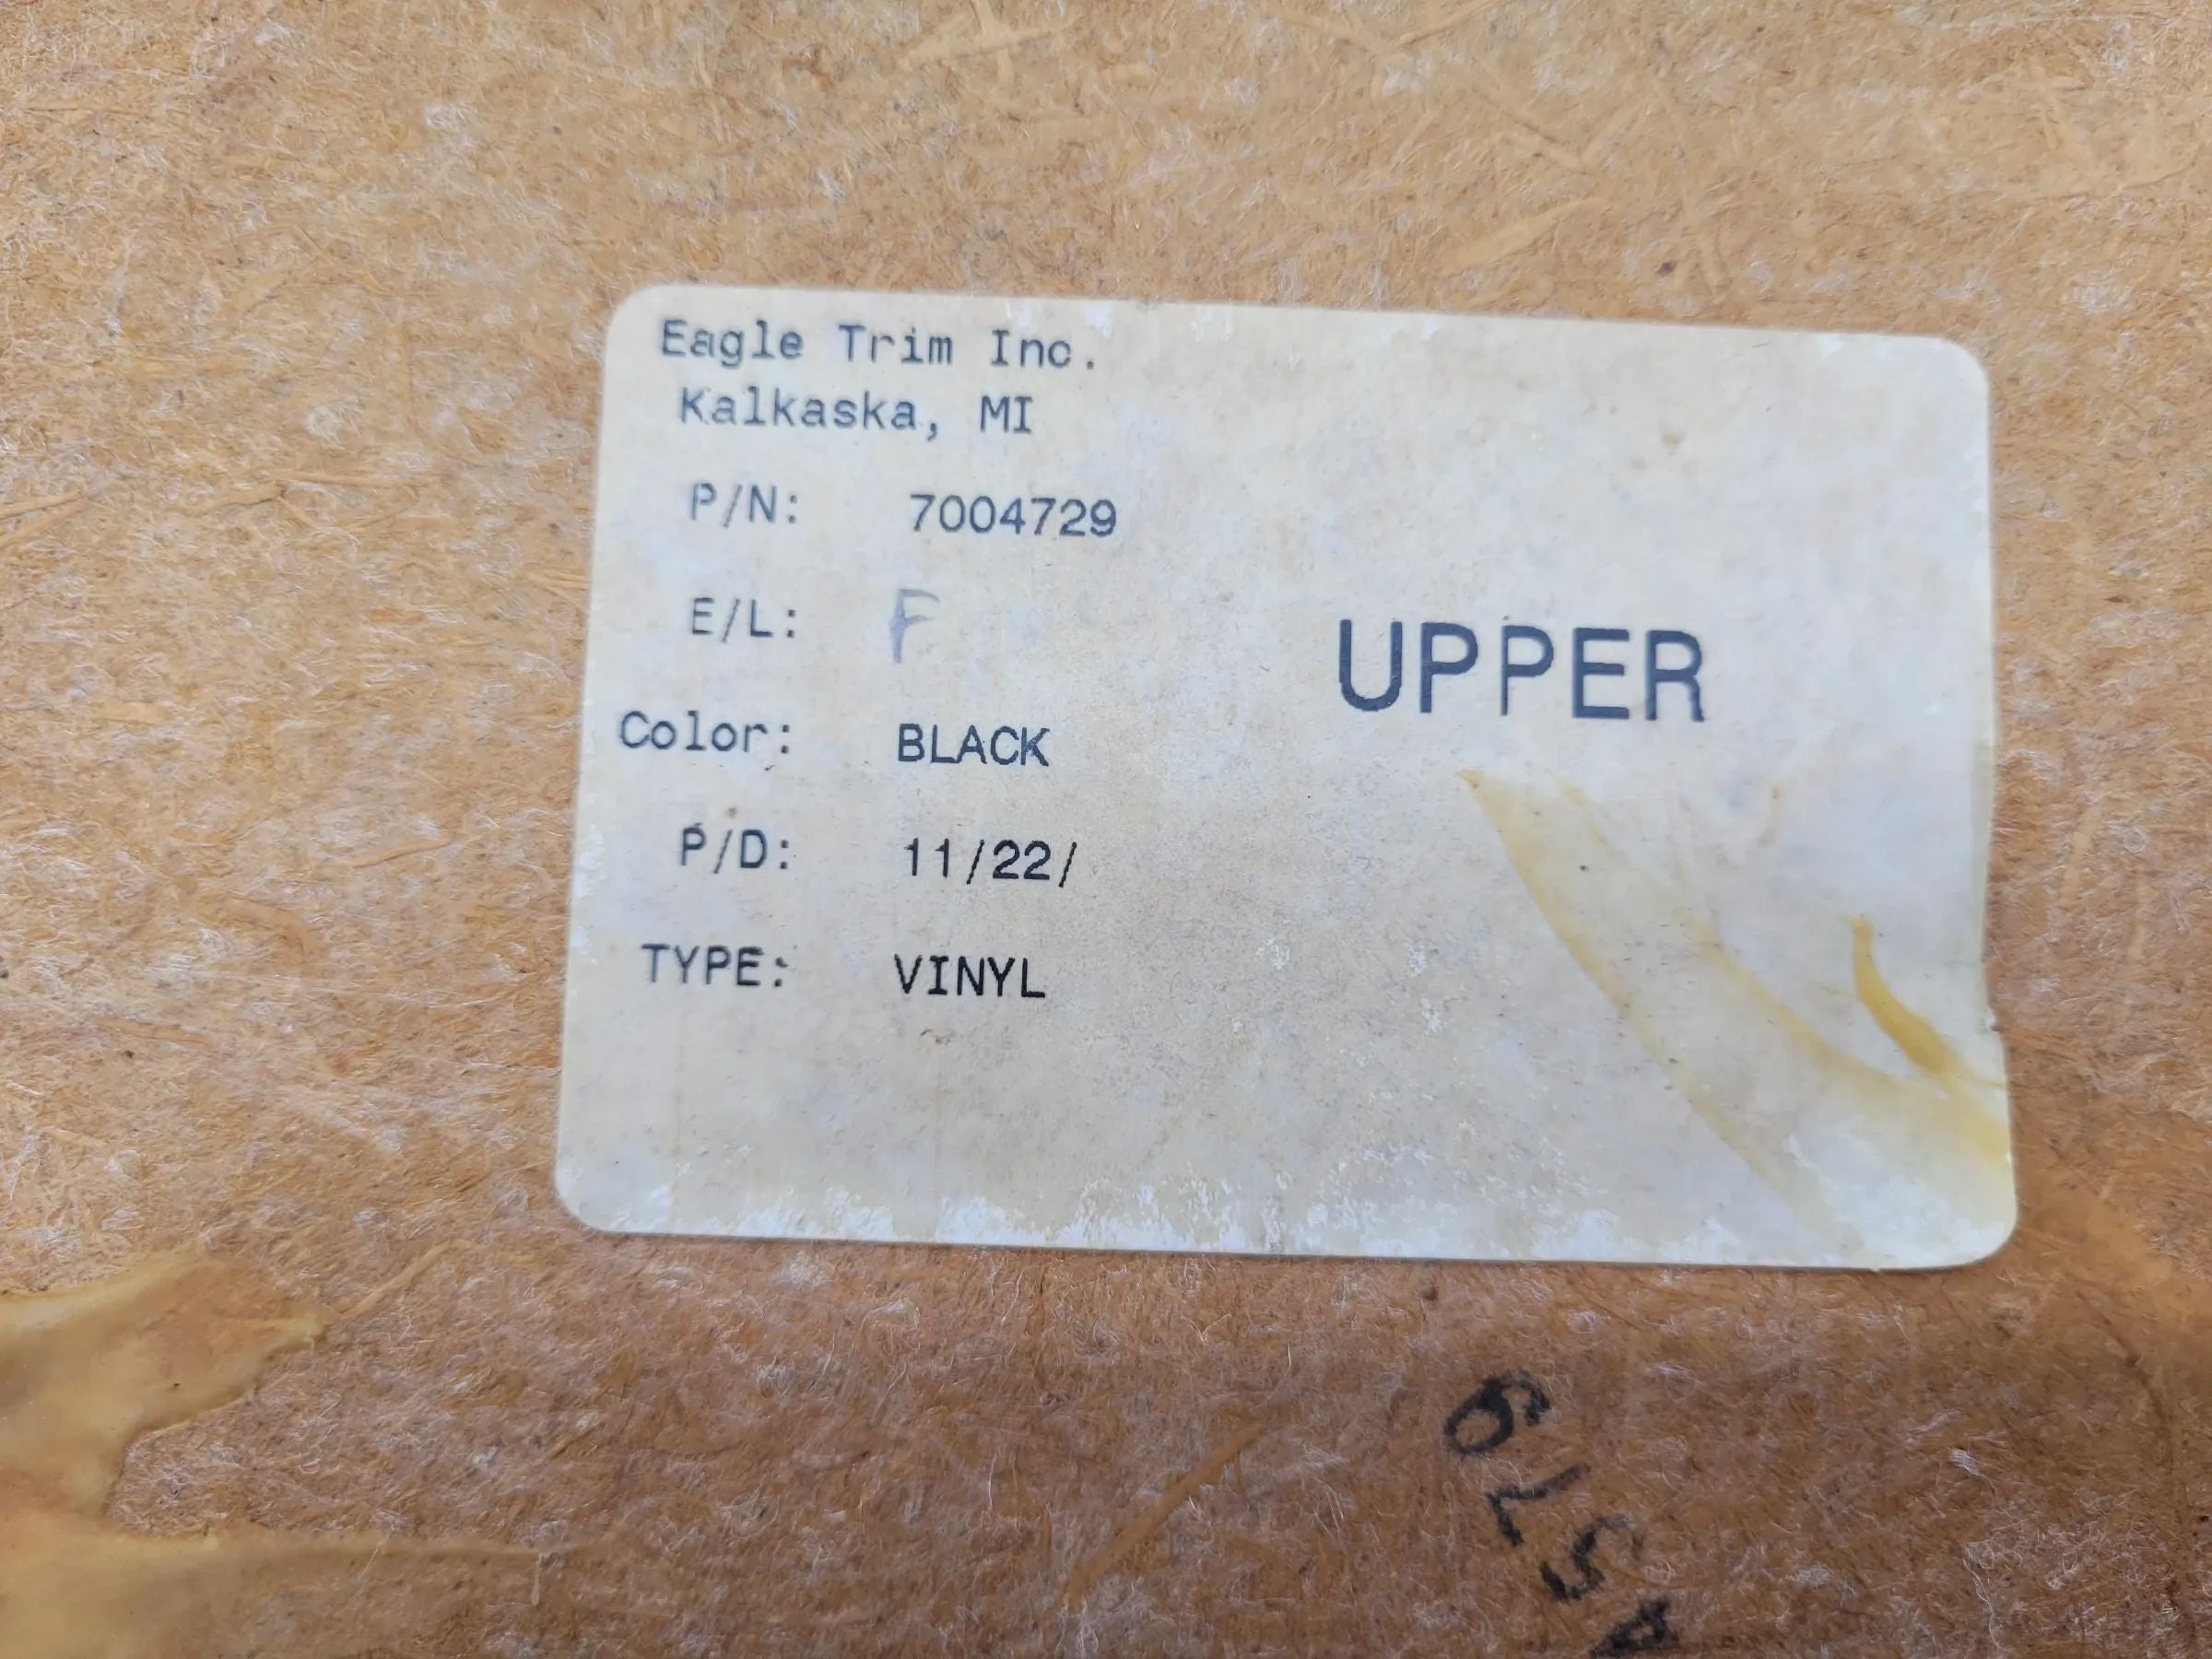 Eagle Trim Inc.
Kalkaska, MI
P/N: 7004729
E/L: F
UPPER
Color: BLACK
P/D: 11/22/
TYPE: VINYL